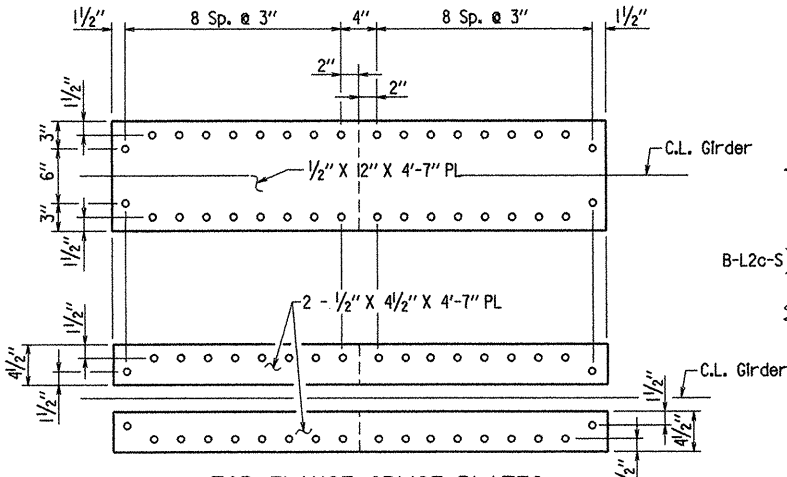 1½" 8 Sp. @ 3" 4" 8 Sp. @ 3" 1½"
2"
2"
1½"
3"
6"
3"
1½"
C.L. Girder
½" X 12" X 4'-7" PL
B-L2c-S
2 - ½" X 4½" X 4'-7" PL
1½"
4½"
1½"
C.L. Girder
1½"
4½"